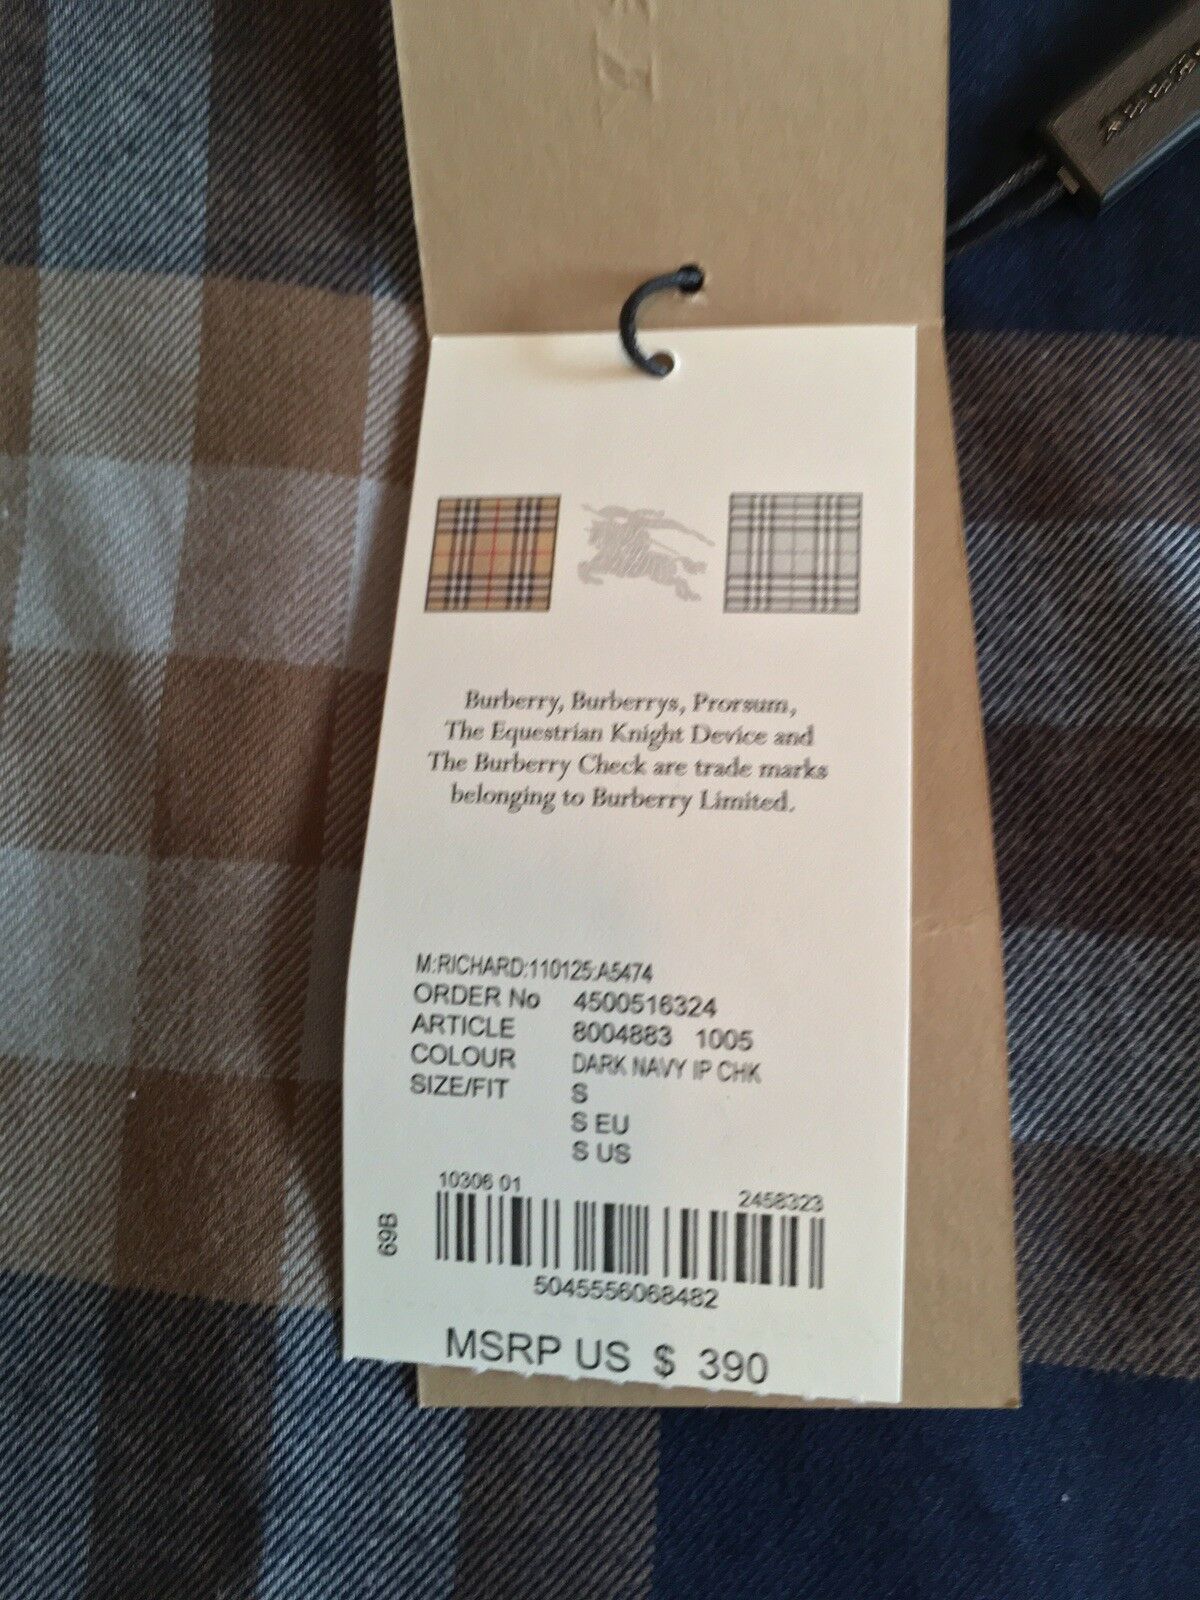 Burberry, Burberrys, Prorsum,
The Equestrian Knight Device and
The Burberry Check are trade marks
belonging to Burberry Limited.
M:RICHARD:110125:A5474
ORDER No 4500516324
ARTICLE 8004883 1005
COLOUR DARK NAVY IP CHK
SIZE/FIT S
S EU
S US
10306 01 2458323
69B
5045556068482
MSRP US $ 390